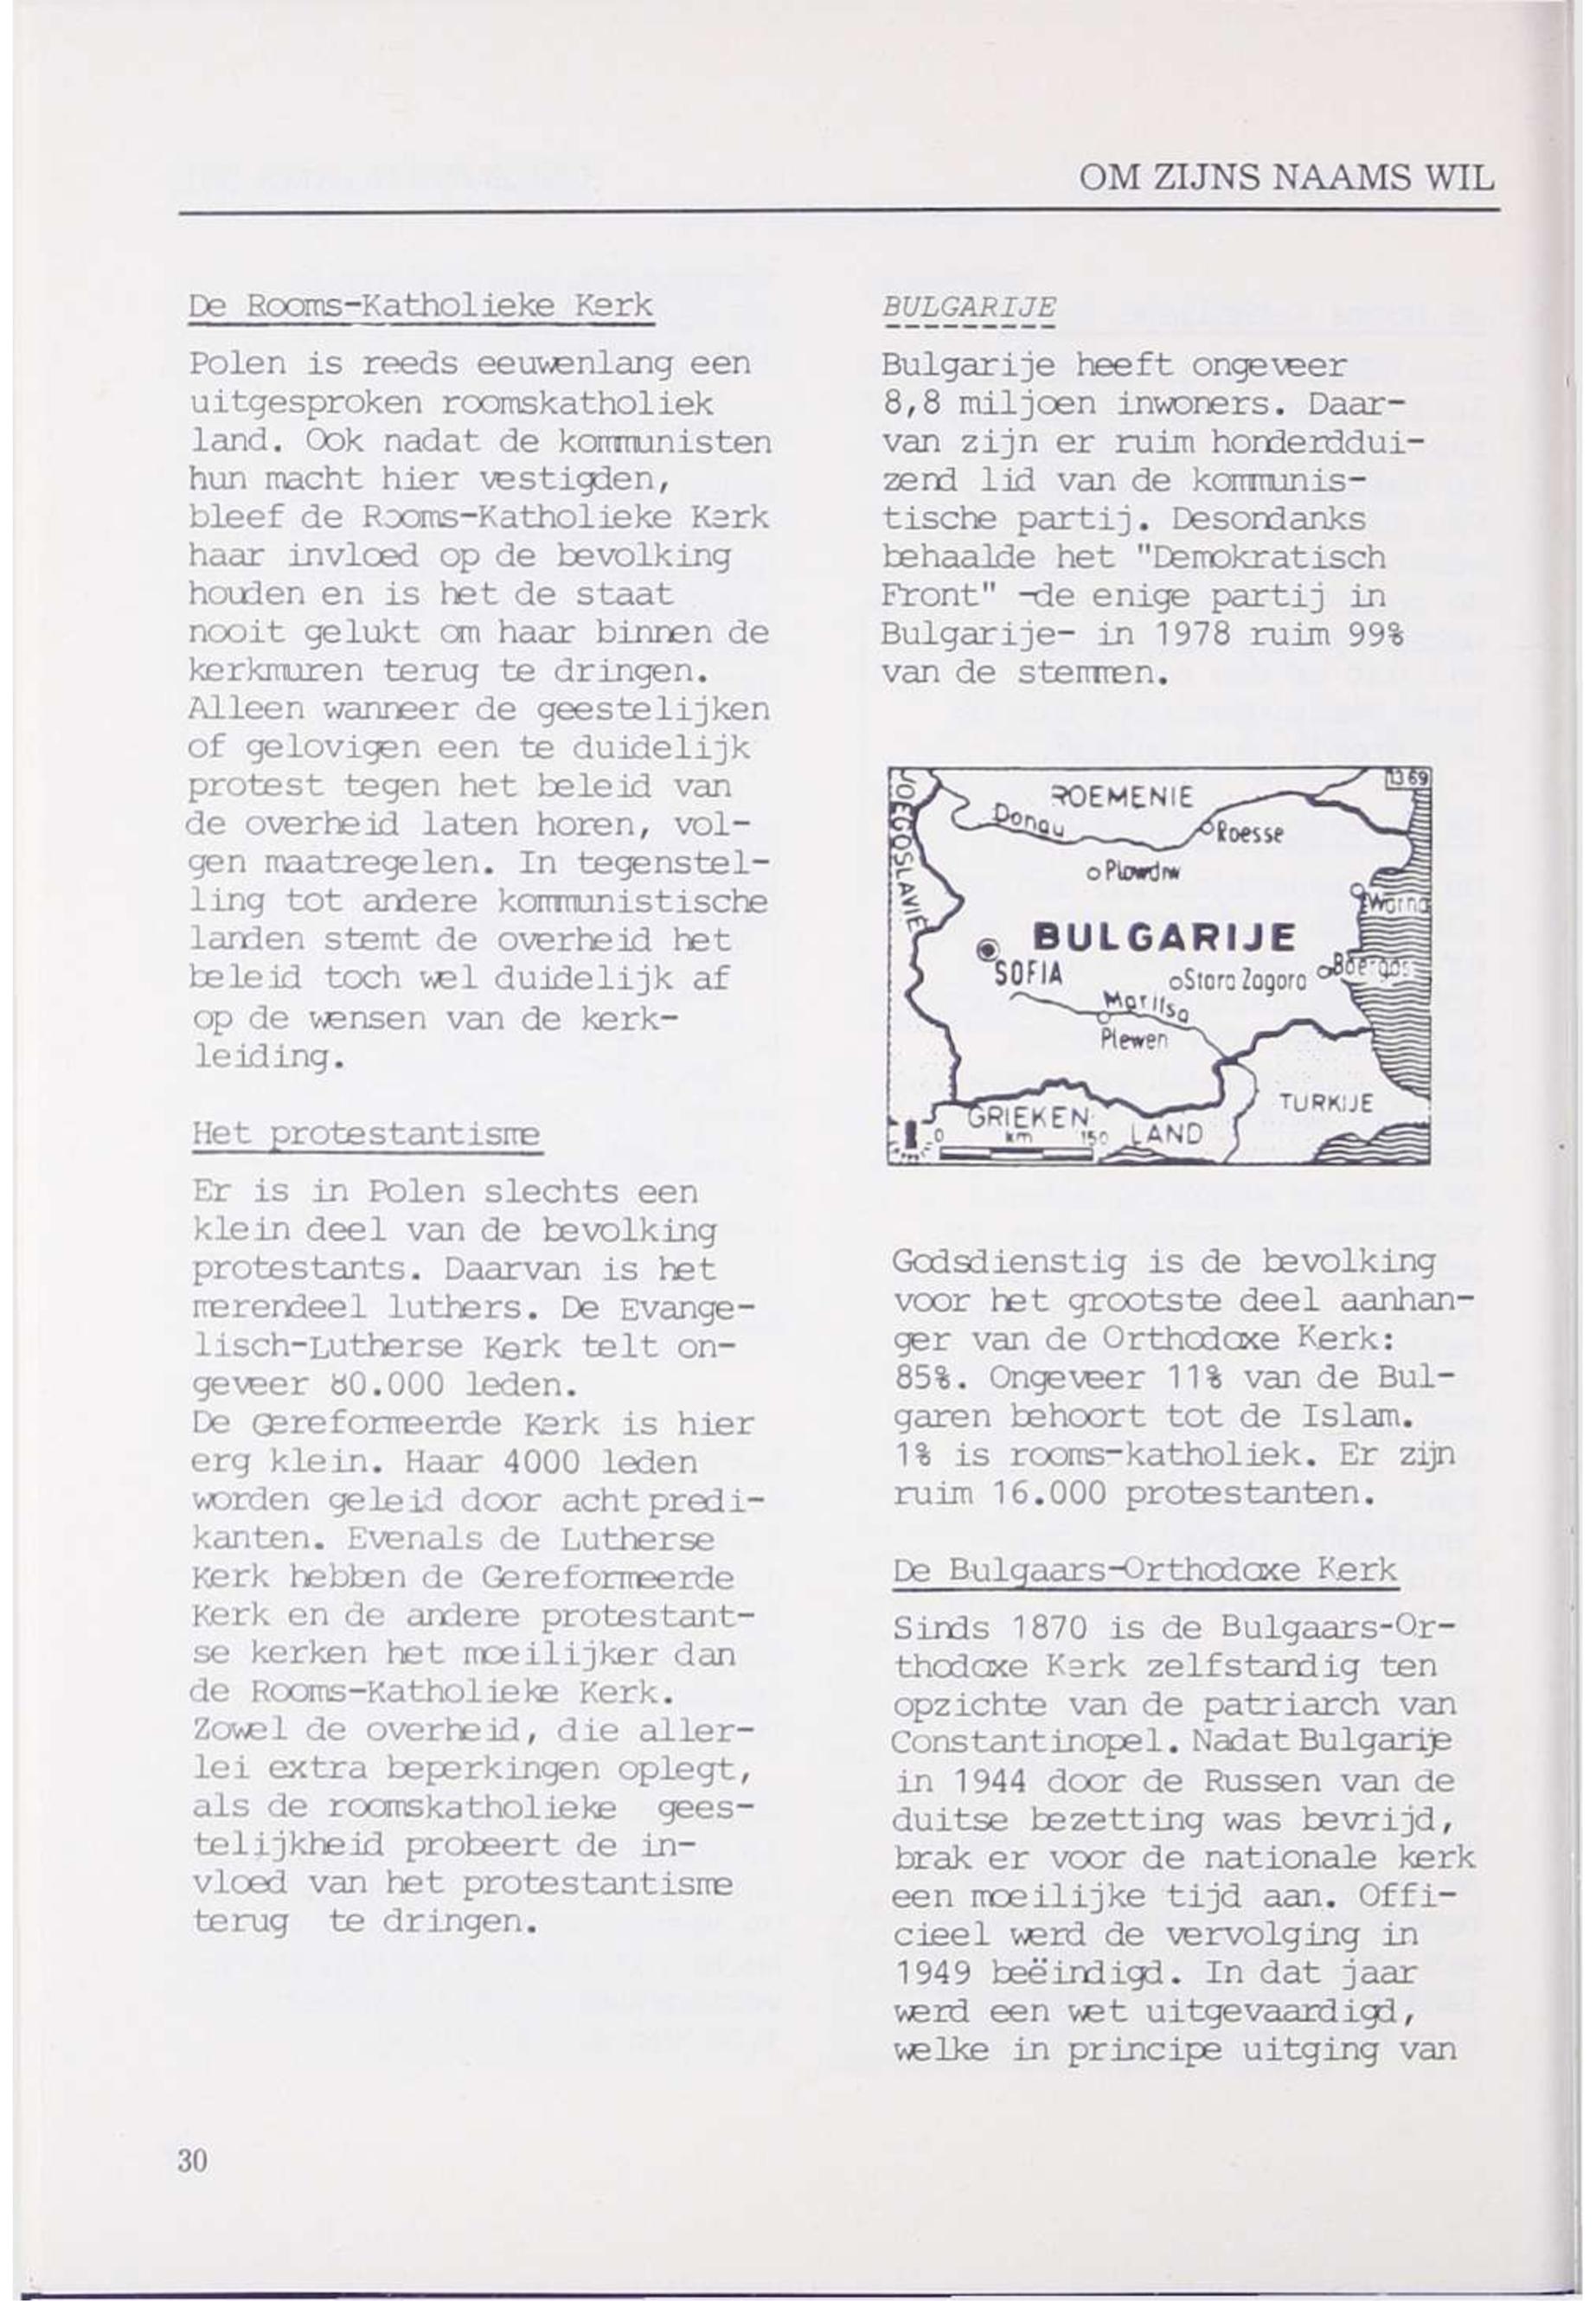 OM ZIJNS NAAMS WIL
De Rooms-Katholieke Kerk
Polen is reeds eeuwenlang een
uitgesproken roomskatholiek
land. Ook nadat de kommunisten
hun macht hier vestigden,
bleef de Rooms-Katholieke Kerk
haar invloed op de bevolking
houden en is het de staat
nooit gelukt om haar binnen de
kerkmuren terug te dringen.
Alleen wanneer de geestelijken
of gelovigen een te duidelijk
protest tegen het beleid van
de overheid laten horen, vol-
gen maatregelen. In tegenstel-
ling tot andere kommunistische
landen stemt de overheid het
beleid toch wel duidelijk af
op de wensen van de kerk-
leiding.
Het protestantisme
Er is in Polen slechts een
klein deel van de bevolking
protestants. Daarvan is het
merendeel luthers. De Evange-
lisch-Lutherse Kerk telt on-
geveer 80.000 leden.
De Gereformeerde Kerk is hier
erg klein. Haar 4000 leden
worden geleid door acht predi-
kanten. Evenals de Lutherse
Kerk hebben de Gereformeerde
Kerk en de andere protestant-
se kerken het moeilijker dan
de Rooms-Katholieke Kerk.
Zowel de overheid, die aller-
lei extra beperkingen oplegt,
als de roomskatholieke gees-
telijkheid probeert de in-
vloed van het protestantisme
terug te dringen.
BULGARIJE
Bulgarije heeft ongeveer
8,8 miljoen inwoners. Daar-
van zijn er ruim honderddui-
zend lid van de kommunis-
tische partij. Desondanks
behaalde het "Demokratisch
Front" -de enige partij in
Bulgarije- in 1978 ruim 99%
van de stemmen.
JOEGOSLAVIE
ROEMENIE
1369
Donau
Roesse
Plowdiw
Warna
BULGARIJE
SOFIA
Stara Zagora
Boergos
Maritsa
Plewen
GRIEKEN
LAND
TURKIJE
0 km 150
Godsdienstig is de bevolking
voor het grootste deel aanhan-
ger van de Orthodoxe Kerk:
85%. Ongeveer 11% van de Bul-
garen behoort tot de Islam.
1% is rooms-katholiek. Er zijn
ruim 16.000 protestanten.
De Bulgaars-Orthodoxe Kerk
Sinds 1870 is de Bulgaars-Or-
thodoxe Kerk zelfstandig ten
opzichte van de patriarch van
Constantinopel. Nadat Bulgarije
in 1944 door de Russen van de
duitse bezetting was bevrijd,
brak er voor de nationale kerk
een moeilijke tijd aan. Offi-
cieel werd de vervolging in
1949 beëindigd. In dat jaar
werd een wet uitgevaardigd,
welke in principe uitging van
30